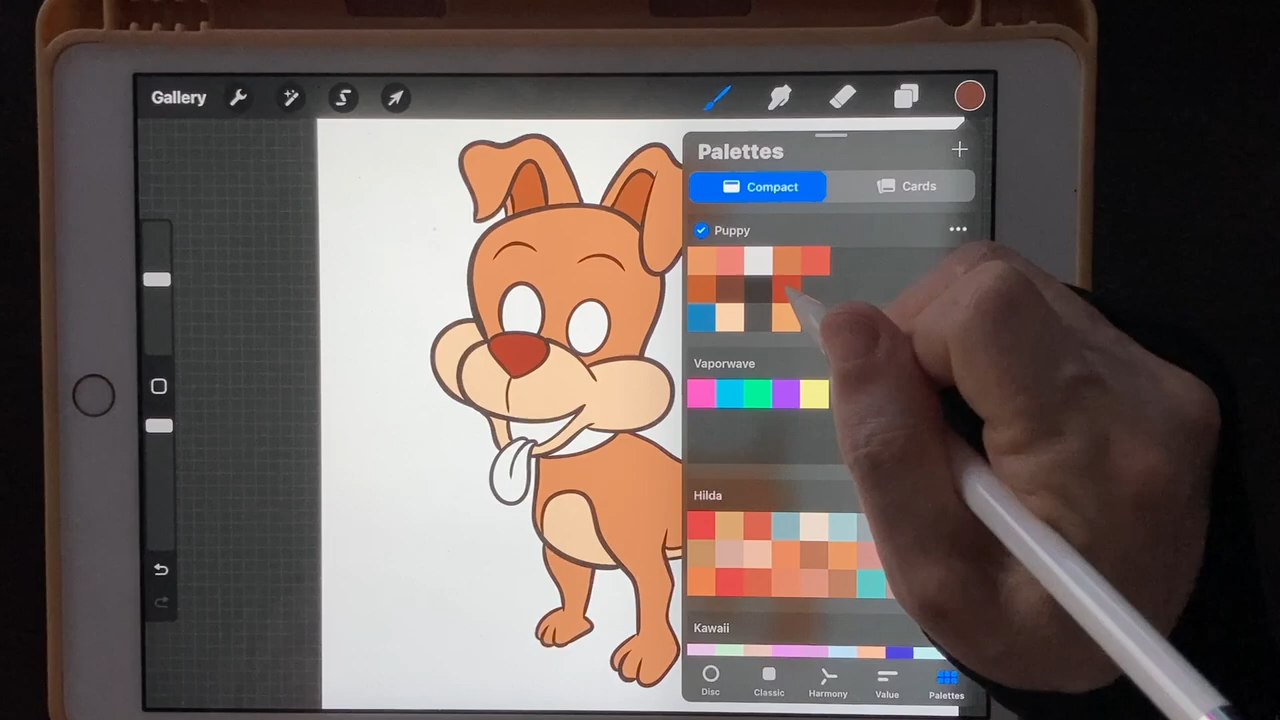 Gallery
Palettes
Compact
Cards
Puppy
Vaporwave
Hilda
Kawaii
Disc
Classic
Harmony
Value
Palettes